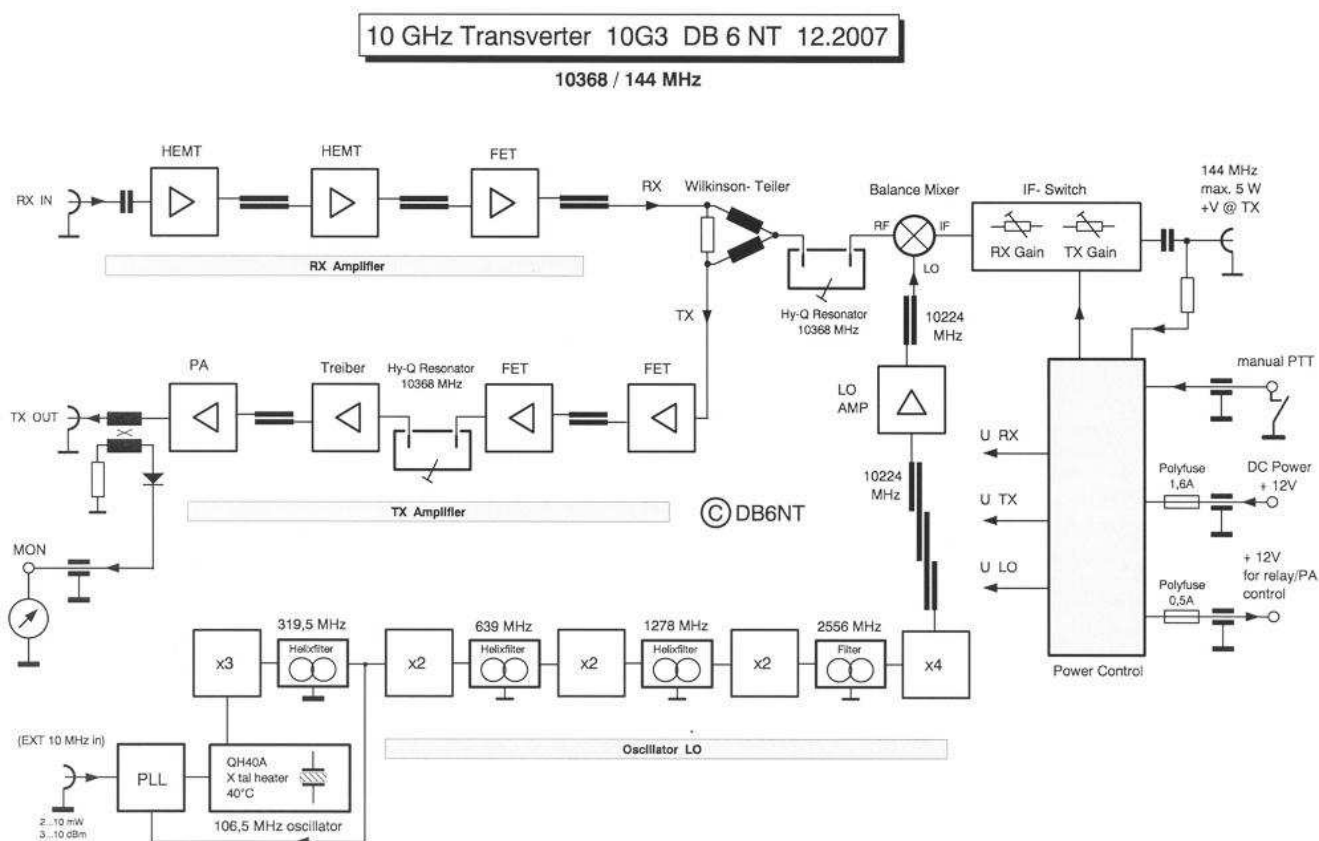 10 GHz Transverter 10G3 DB 6 NT 12.2007
10368 / 144 MHz
HEMT
HEMT
FET
RX IN
RX
Wilkinson- Teiler
Balance Mixer
IF- Switch
144 MHz
max. 5 W
+V @ TX
RF
IF
LO
RX Gain
TX Gain
RX Amplifier
Hy-Q Resonator
10368 MHz
TX
10224
MHz
PA
Treiber
Hy-Q Resonator
10368 MHz
FET
FET
LO
AMP
manual PTT
TX OUT
U RX
10224
MHz
Polyfuse
1,6A
DC Power
+ 12V
U TX
TX Amplifier
© DB6NT
MON
U LO
Polyfuse
0,5A
+ 12V
for relay/PA
control
319,5 MHz
639 MHz
1278 MHz
2556 MHz
x3
Helixfilter
x2
Helixfilter
x2
Helixfilter
x2
Filter
x4
Power Control
(EXT 10 MHz in)
PLL
QH40A
X tal heater
40°C
Oscillator LO
2...10 mW
3...10 dBm
106,5 MHz oscillator